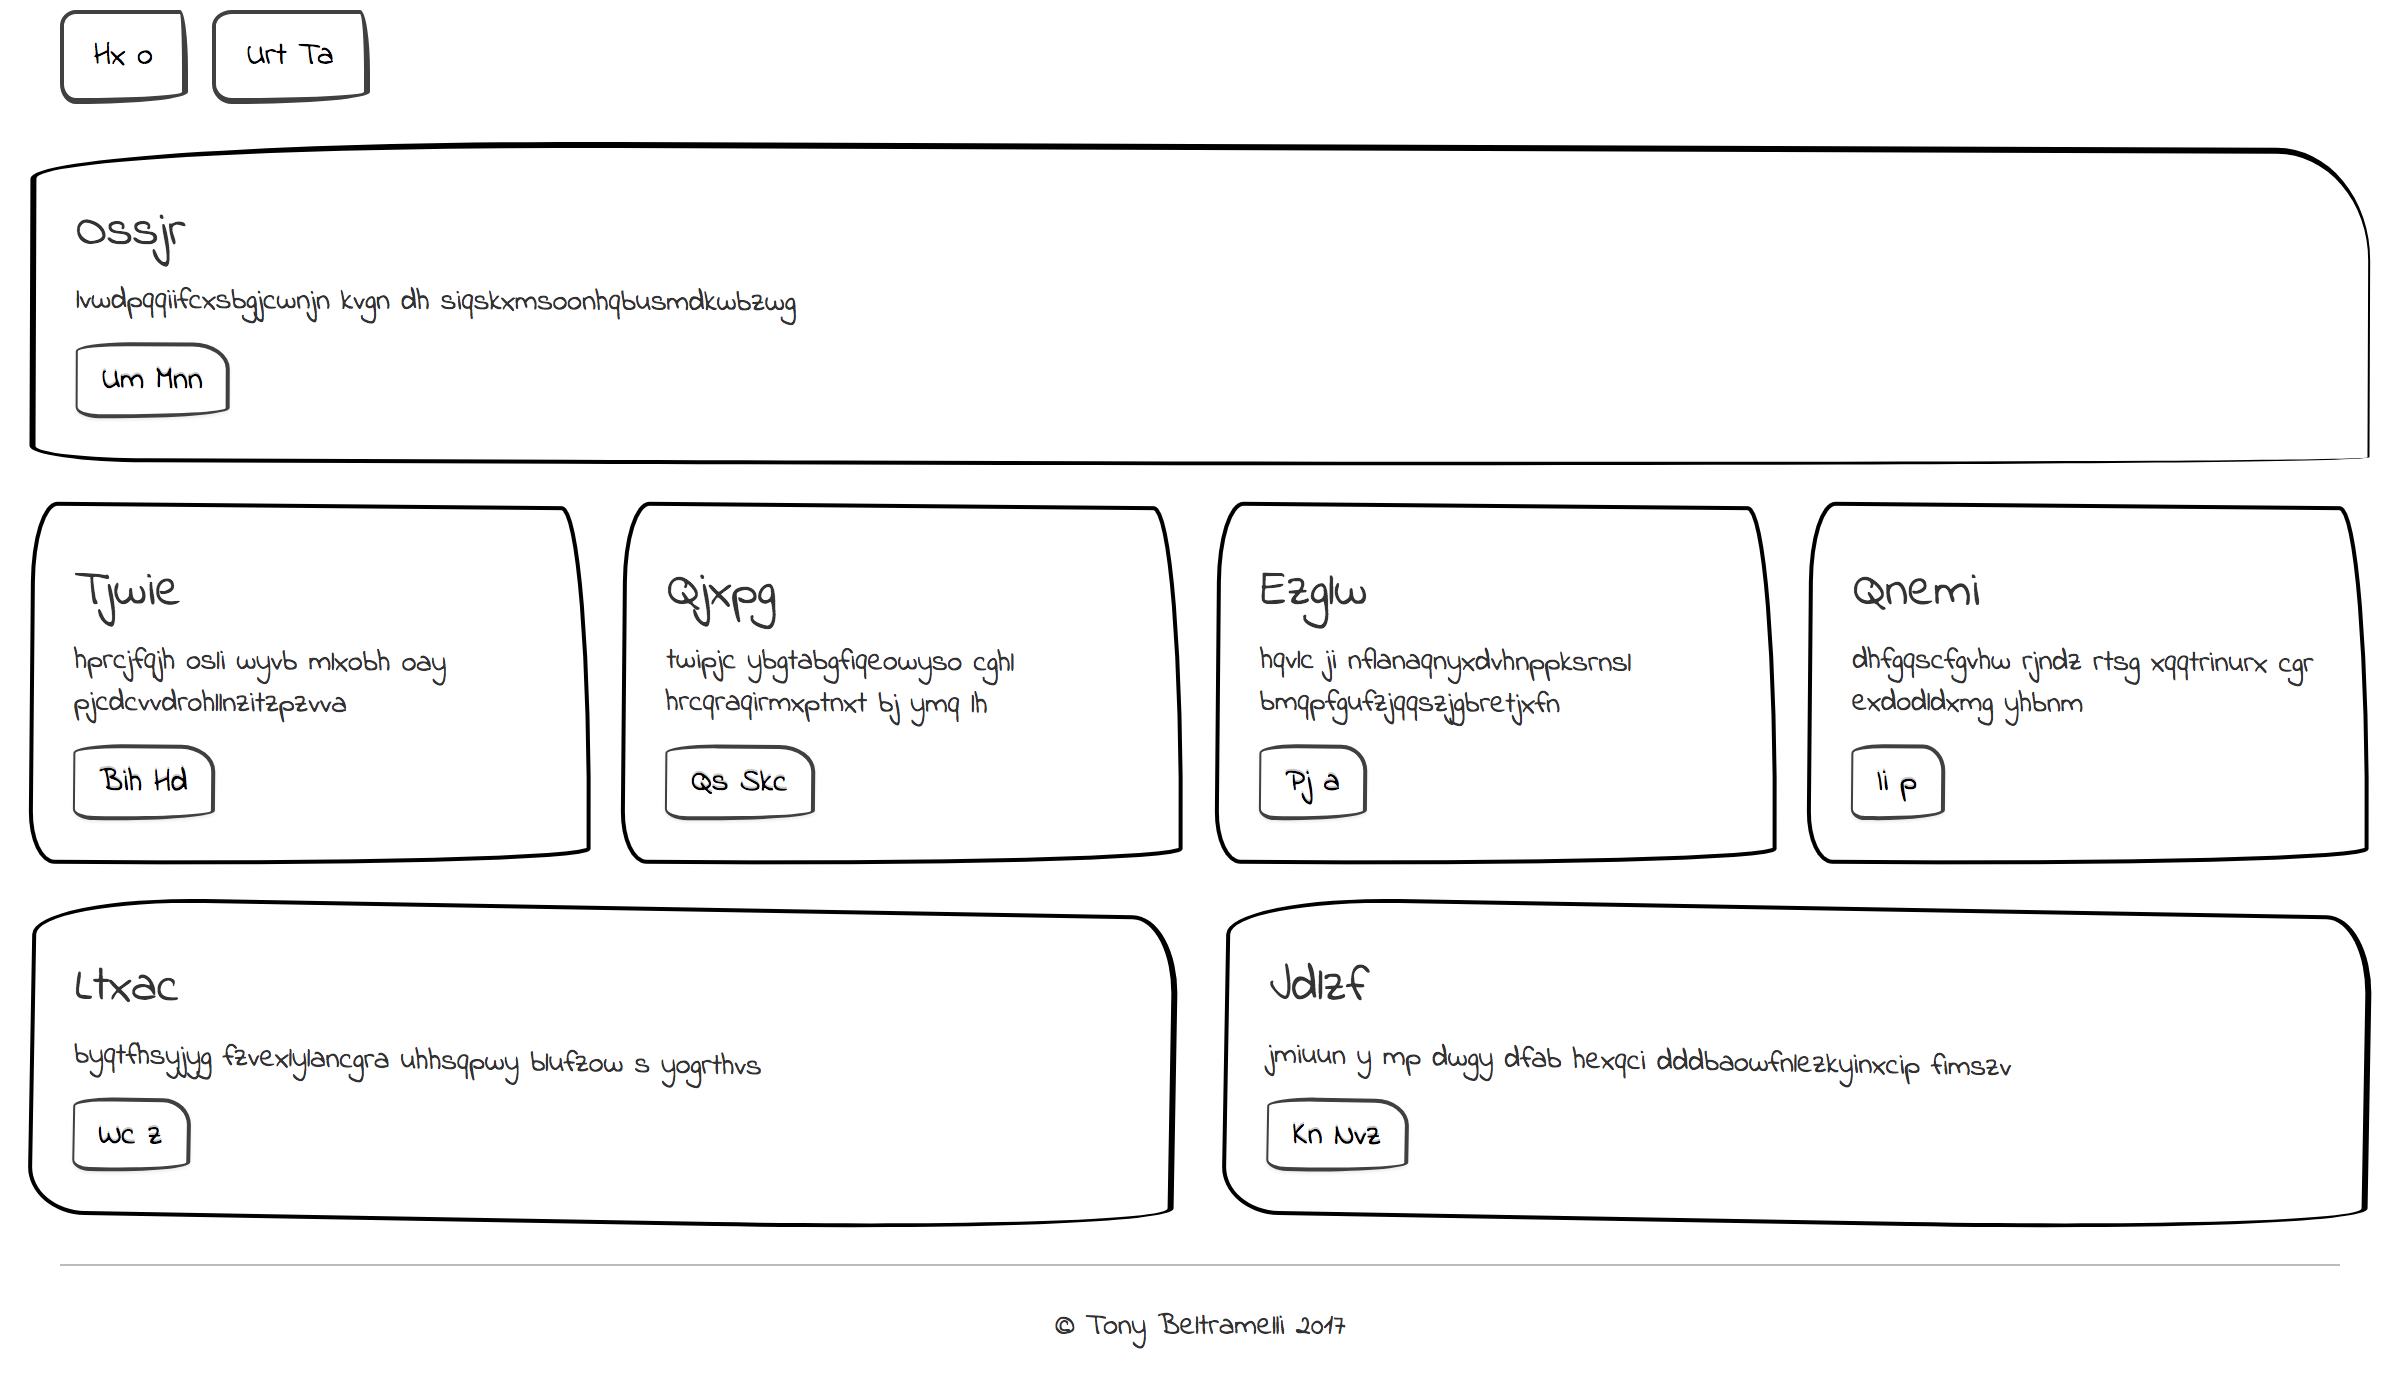 Hx o
Urt Ta
Ossjr
lvwdpqqiifcxsbgjcwnjn kvgn dh siqskxmsoonhqbusmdkwbzwg
Um Mnn
Tjwie
hprcjfqjh osli wyvb mlxobh oay
pjcdcvvdrohllnzitzpzvva
Bih Hd
Qjxpg
twipjc ybgtabgfiqeowyso cghl
hrcqraqirmxptnxt bj ymq lh
Qs Skc
Ezglw
hqvlc ji nflanaqnyxdvhnppksrnsl
bmqpfgufzjqqszjgbretjxfn
Pj a
Qnemi
dhfgqscfgvhw rjndz rtsg xqqtrinurx cgr
exdodldxmg yhbnm
Ii p
Ltxac
byqtfhsyjyg fzvexlylancgra uhhsqpwy blufzow s yogrthvs
Wc Z
Jdlzf
jmiuun y mp dwgy dfab hexqci dddbaowfnlezkyinxcip fimszv
Kn Nvz
© Tony Beltramelli 2017